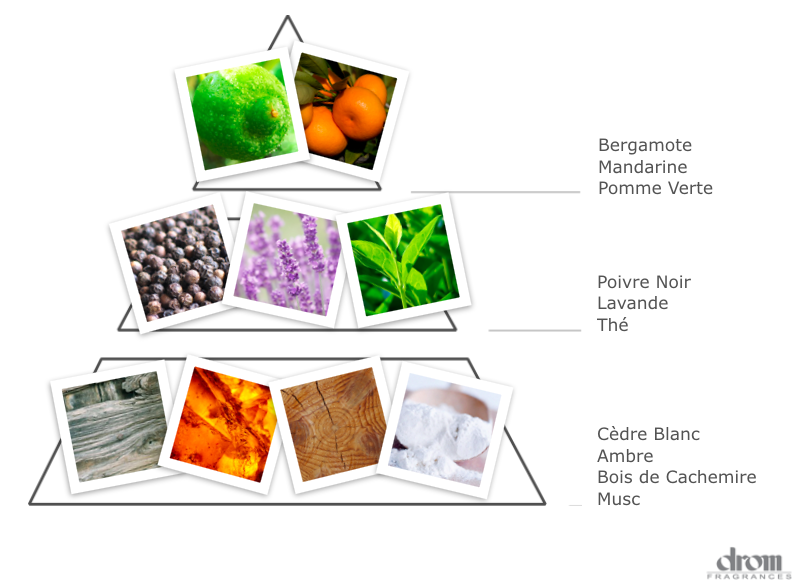 Bergamote
Mandarine
Pomme Verte
Poivre Noir
Lavande
Thé
Cèdre Blanc
Ambre
Bois de Cachemire
Musc
drom
FRAGRANCES